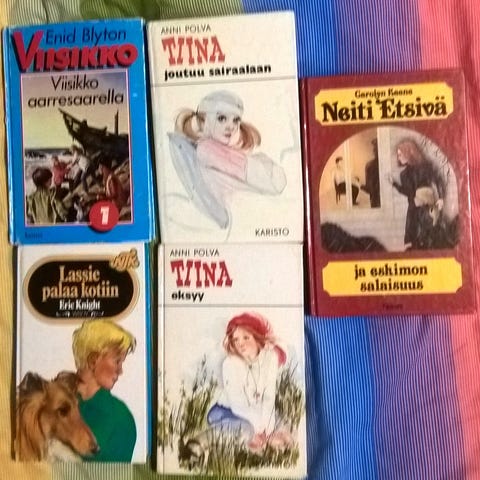 Enid Blyton
VIISIKKO
Viisikko
aarresaarella
1
ANNI POLVA
TIINA
joutuu sairaalaan
KARISTO
Carolyn Keene
Neiti Etsivä
ja eskimon
salaisuus
Lassie
palaa kotiin
Eric Knight
ANNI POLVA
TIINA
eksyy